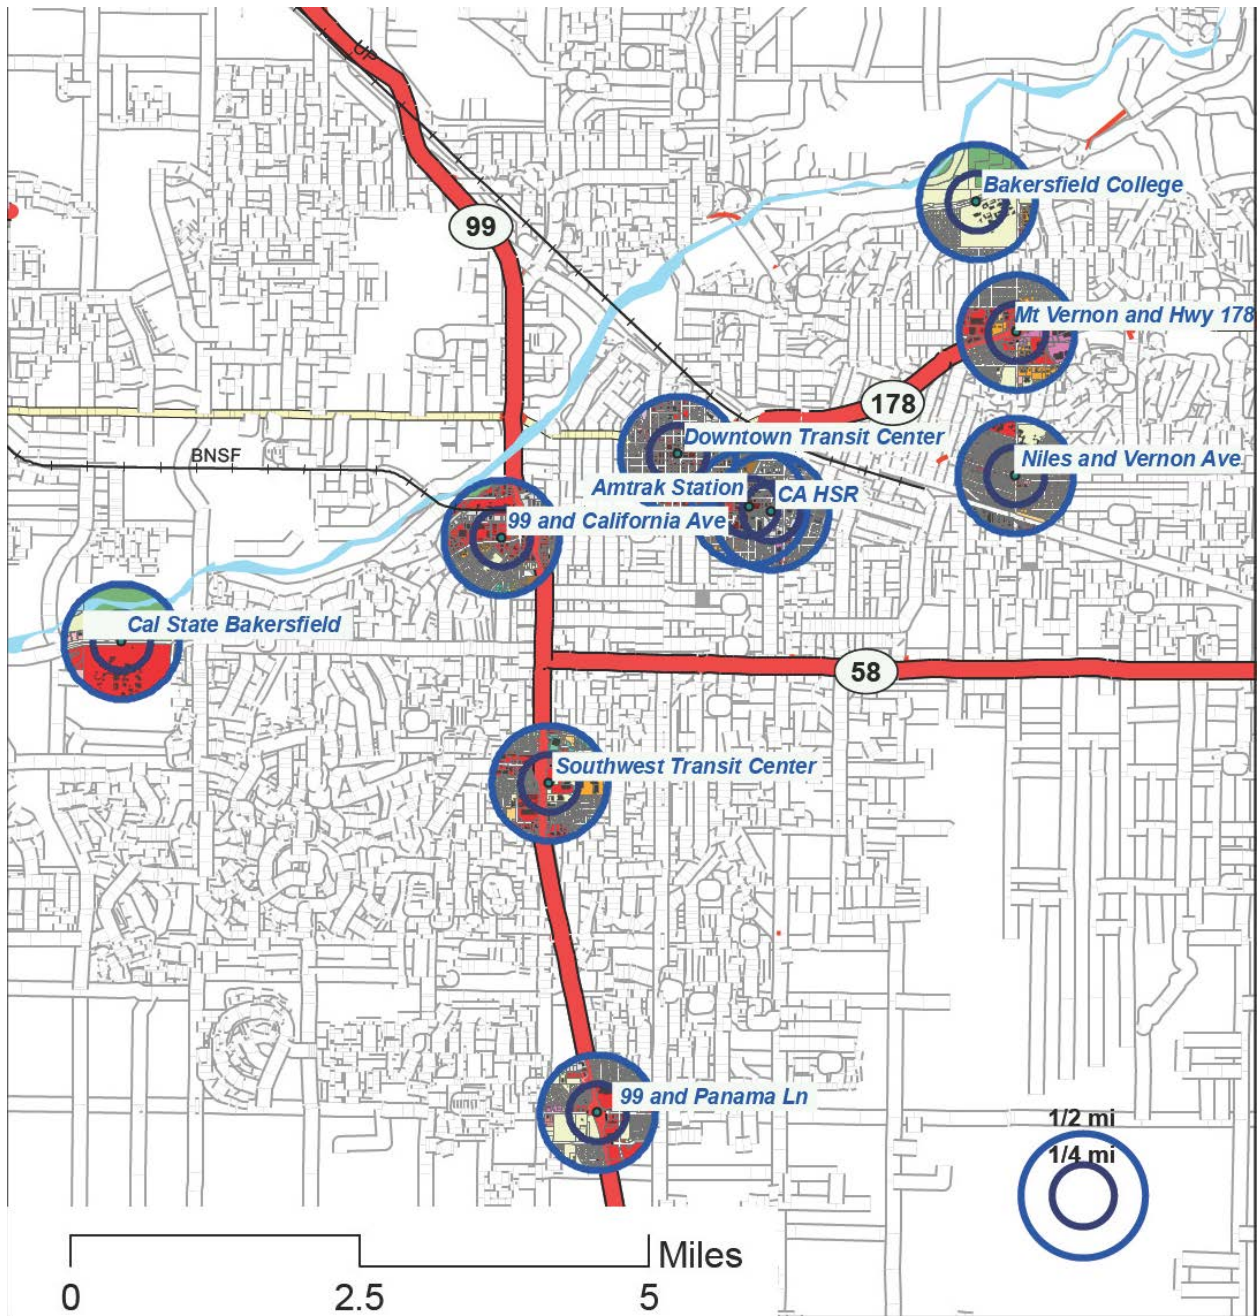 UP
Bakersfield College
99
Mt Vernon and Hwy 178
178
Downtown Transit Center
BNSF
Niles and Vernon Ave
Amtrak Station
CA HSR
99 and California Ave
Cal State Bakersfield
58
Southwest Transit Center
99 and Panama Ln
1/2 mi
1/4 mi
Miles
0
2.5
5